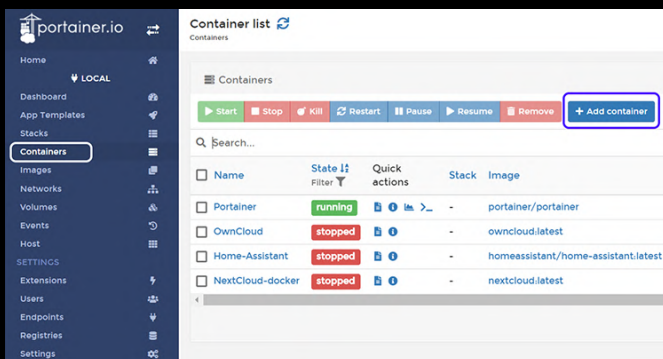 portainer.io
Home
LOCAL
Dashboard
App Templates
Stacks
Containers
Images
Networks
Volumes
Events
Host
SETTINGS
Extensions
Users
Endpoints
Registries
Settings
Container list
Containers
Containers
Start Stop Kill Restart Pause Resume Remove + Add container
Search...
Name State Filter Quick actions Stack Image
Portainer running - portainer/portainer
OwnCloud stopped - owncloud:latest
Home-Assistant stopped - homeassistant/home-assistant:latest
NextCloud-docker stopped - nextcloud:latest